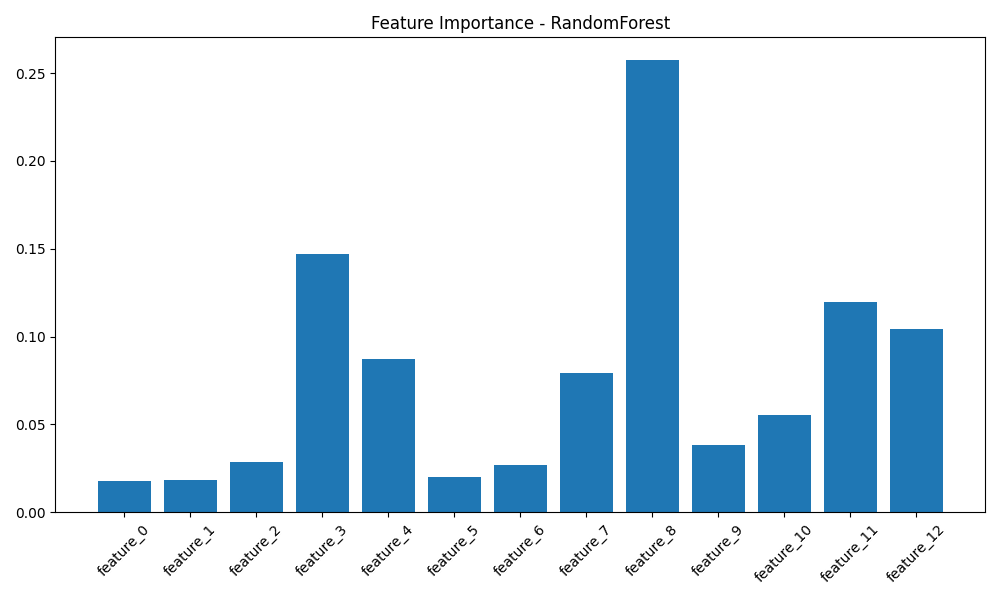 Feature Importance - RandomForest
0.25
0.20
0.15
0.10
0.05
0.00
feature_0
feature_1
feature_2
feature_3
feature_4
feature_5
feature_6
feature_7
feature_8
feature_9
feature_10
feature_11
feature_12